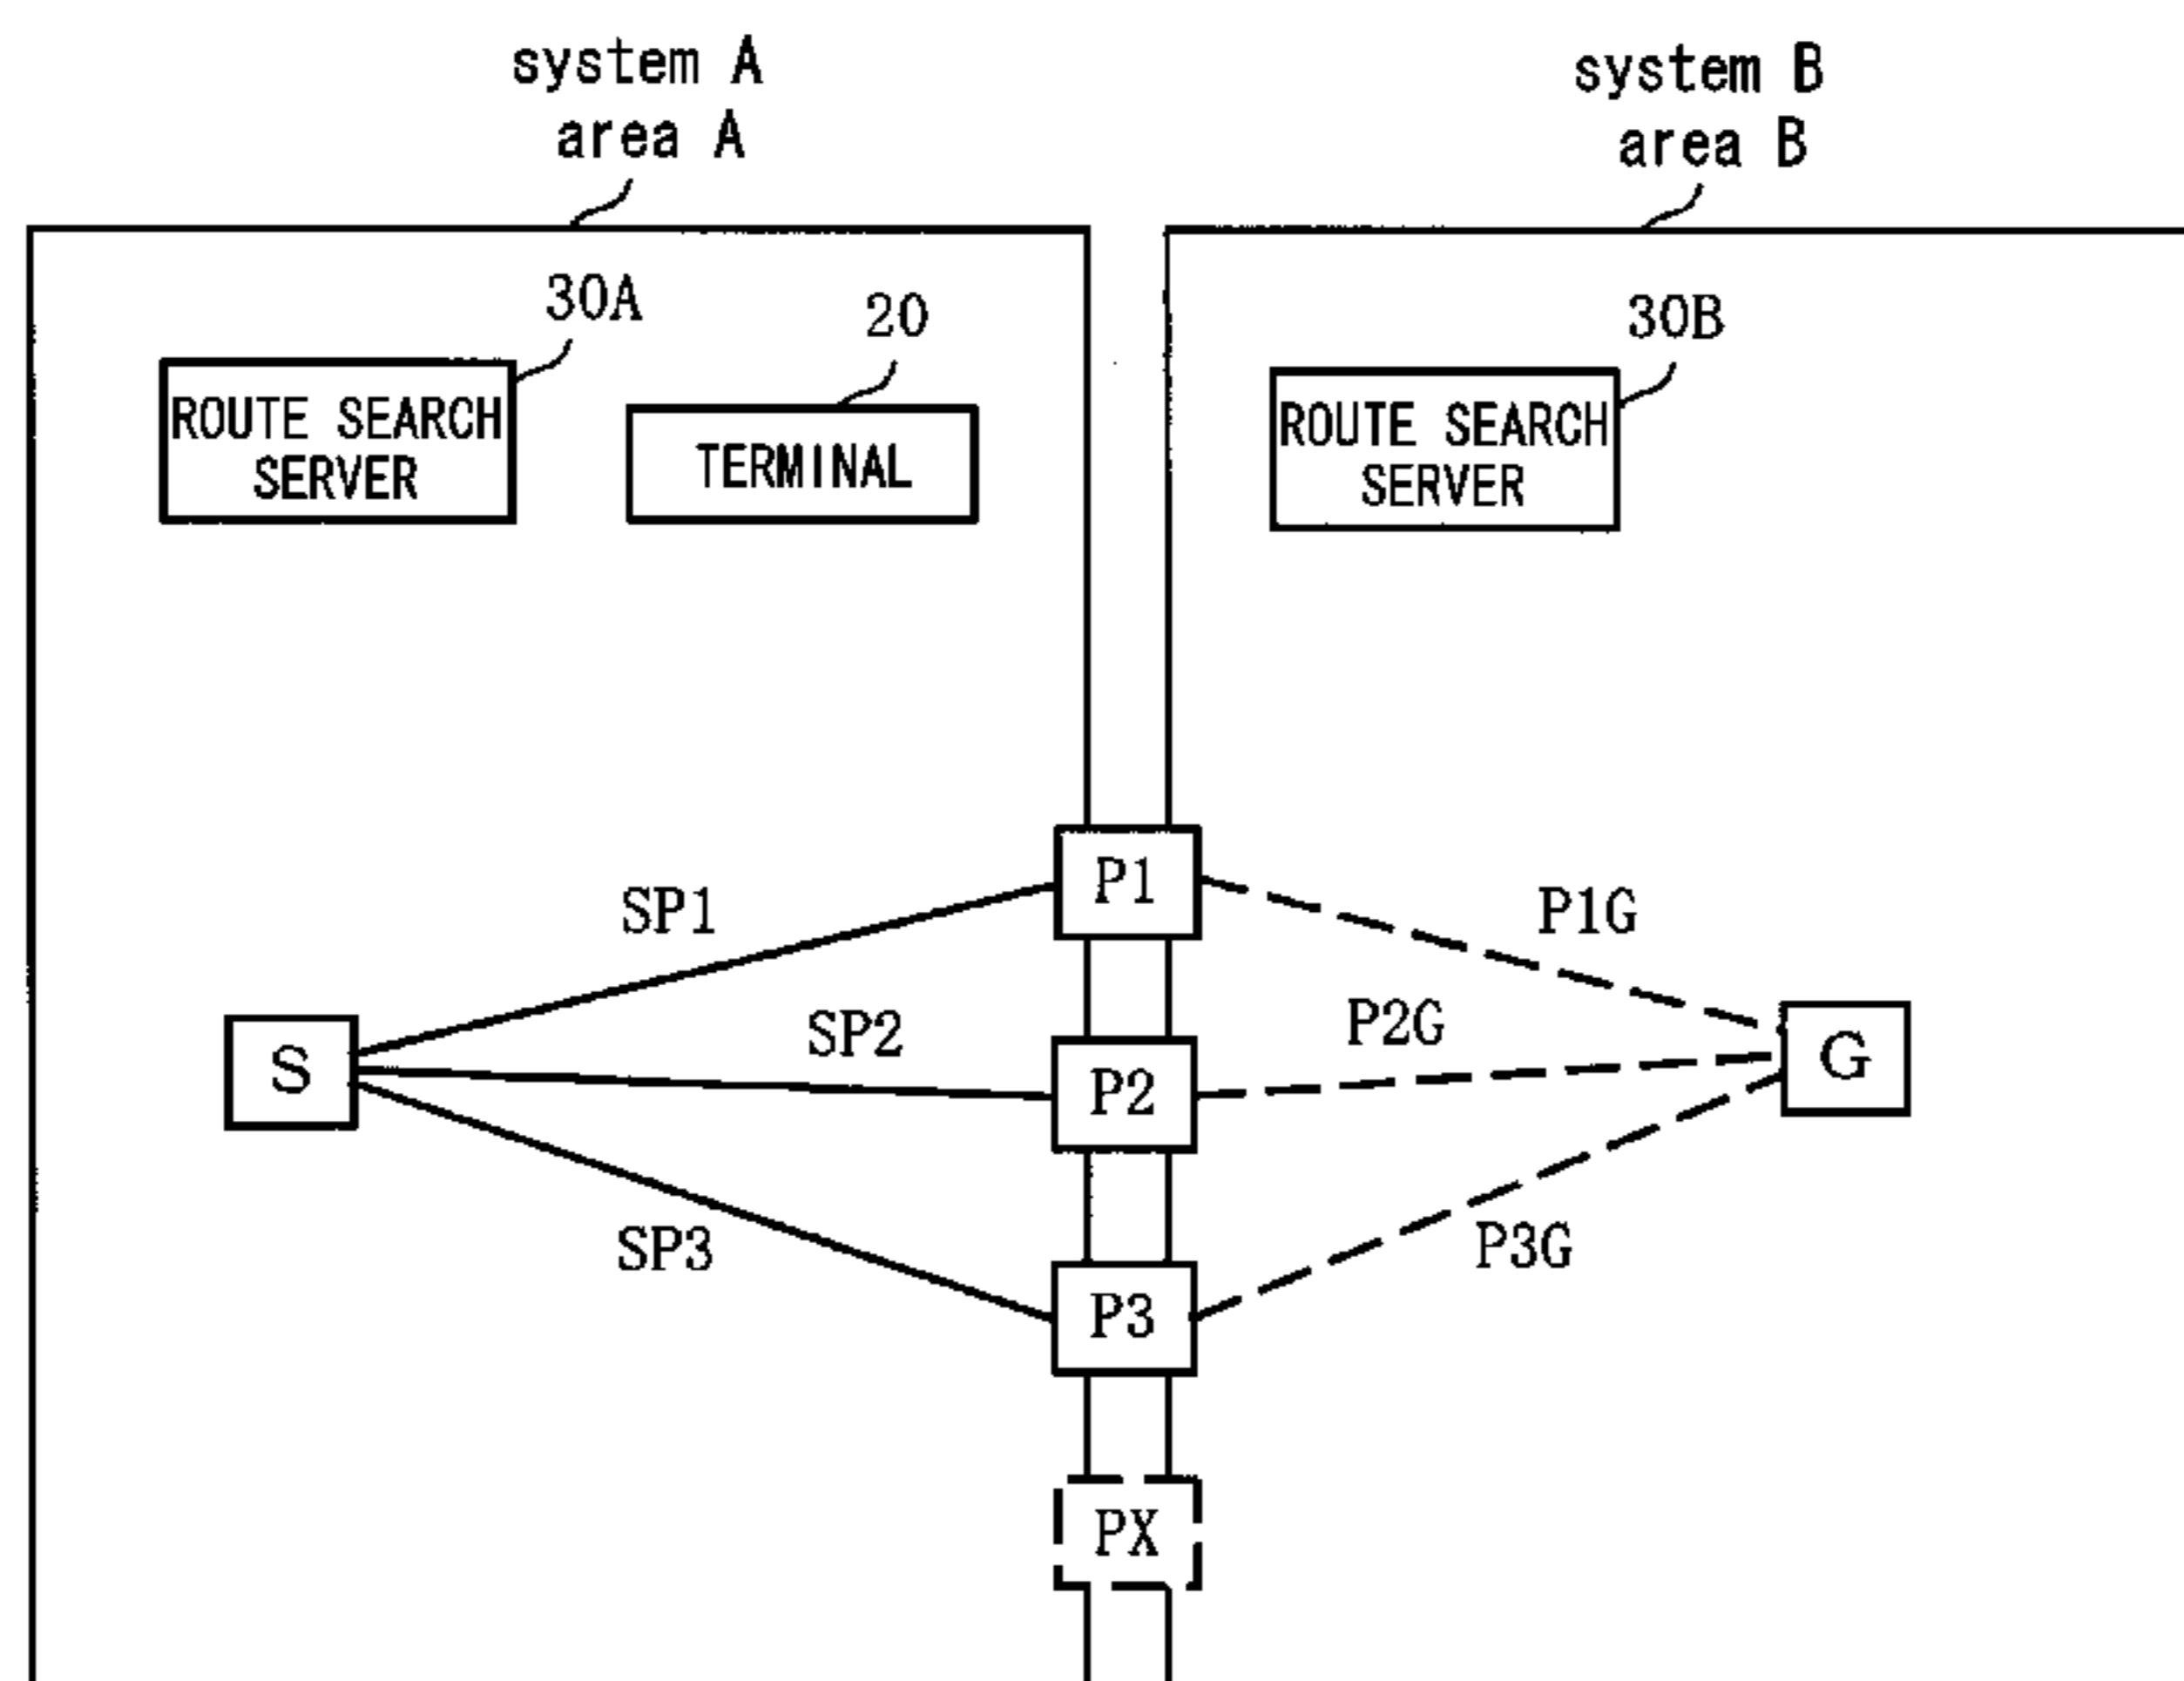 system A
area A
system B
area B
30A
20
30B
ROUTE SEARCH
SERVER
TERMINAL
ROUTE SEARCH
SERVER
P1
SP1
P1G
SP2
P2G
S
P2
G
SP3
P3G
P3
PX